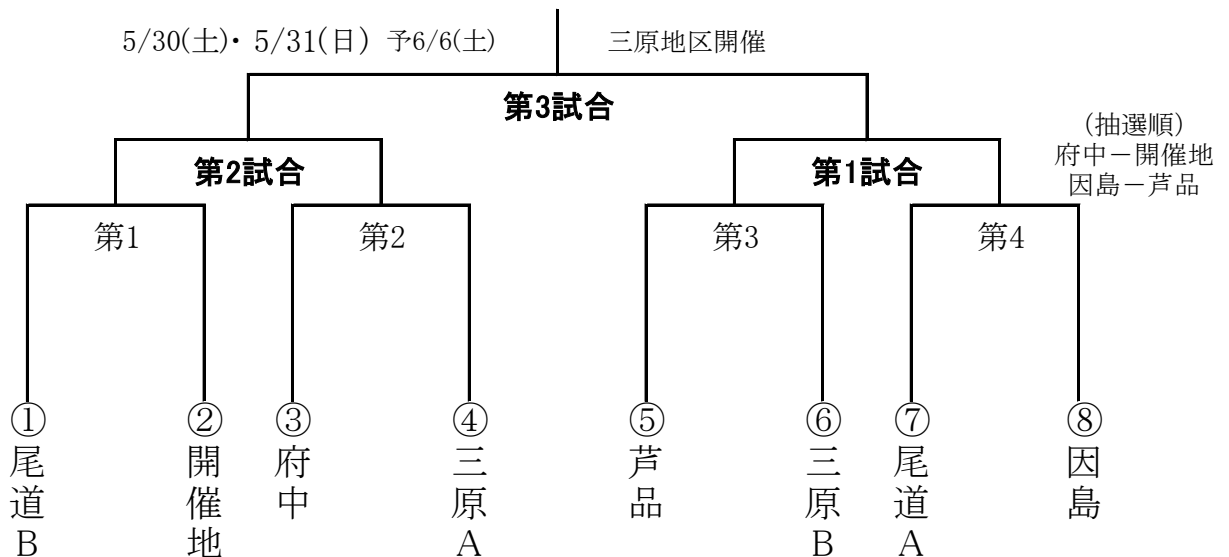 5/30(土)・5/31(日) 予6/6(土) 三原地区開催
第3試合
(抽選順)
府中－開催地
因島－芦品
第2試合
第1試合
第1
第2
第3
第4
①尾道B
②開催地
③府中
④三原A
⑤芦品
⑥三原B
⑦尾道A
⑧因島